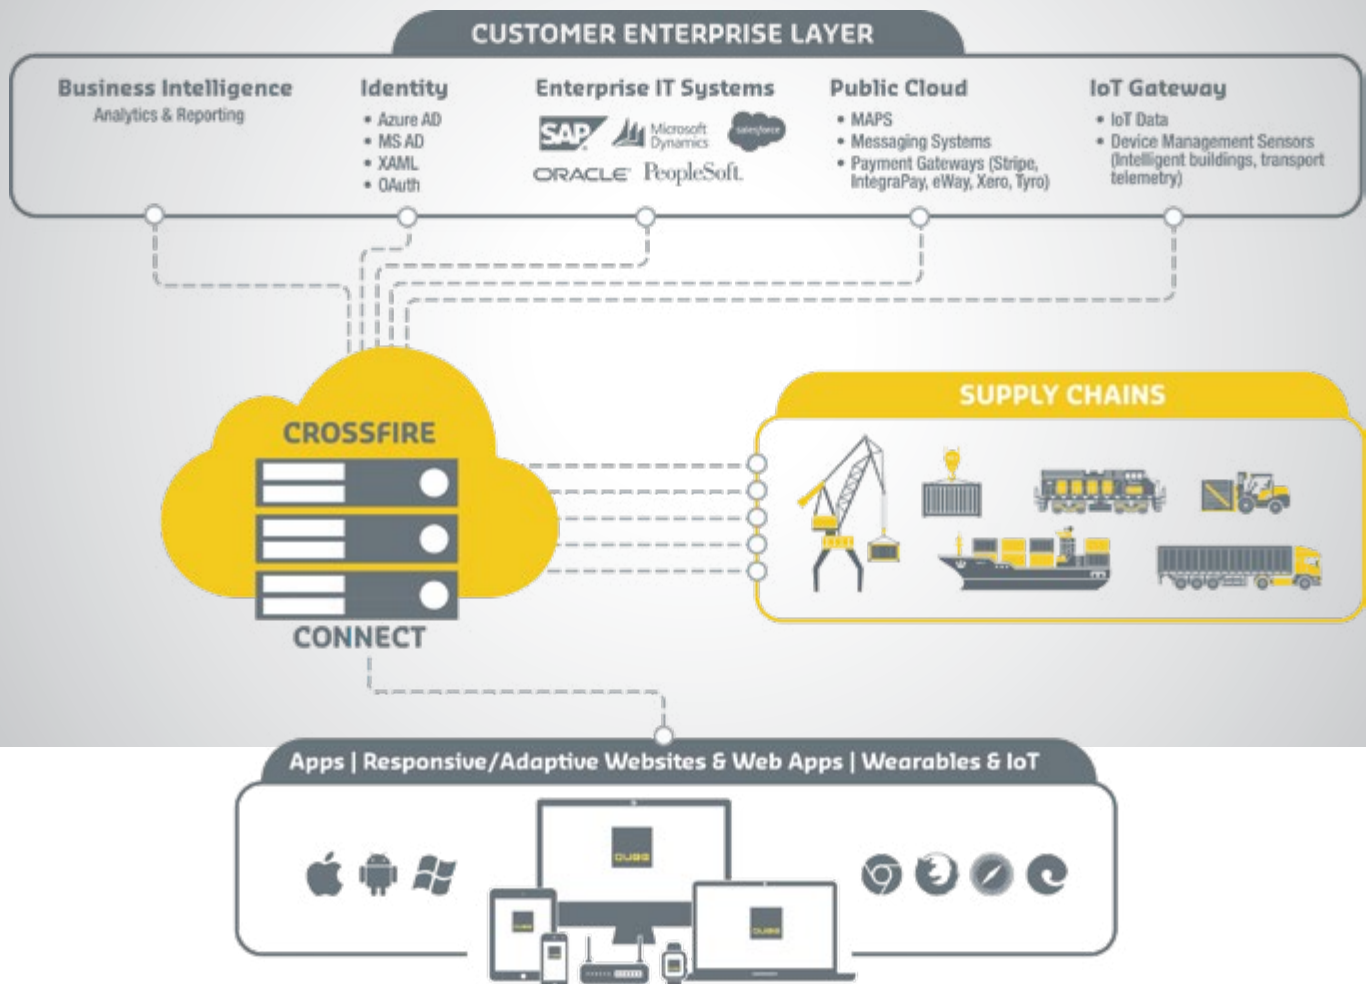 CUSTOMER ENTERPRISE LAYER
Business Intelligence
Analytics & Reporting
Identity
• Azure AD
• MS AD
• XAML
• OAuth
Enterprise IT Systems
SAP
Microsoft
Dynamics
salesforce
ORACLE
PeopleSoft.
Public Cloud
• MAPS
• Messaging Systems
• Payment Gateways (Stripe,
IntegraPay, eWay, Xero, Tyro)
IoT Gateway
• IoT Data
• Device Management Sensors
(Intelligent buildings, transport
telemetry)
CROSSFIRE
CONNECT
SUPPLY CHAINS
Apps | Responsive/Adaptive Websites & Web Apps | Wearables & IoT
QUBE
QUBE
QUBE